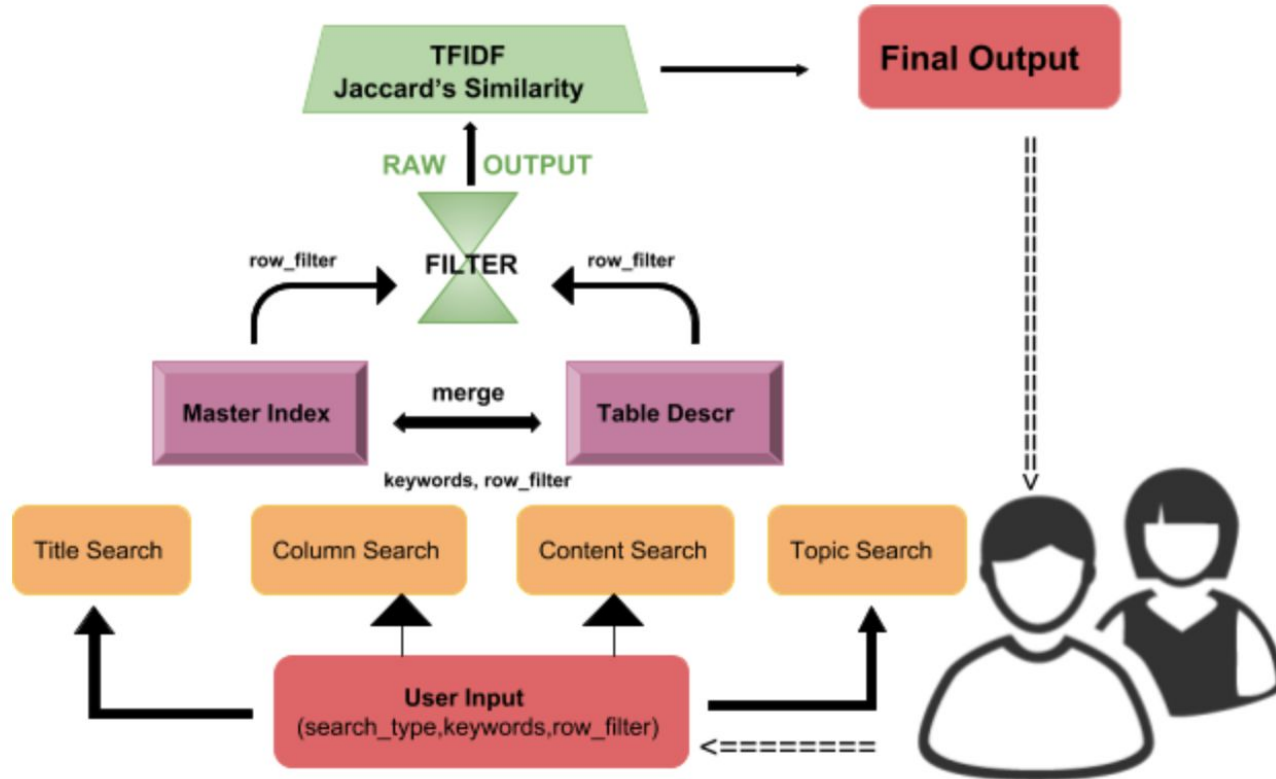 TFIDF
Jaccard's Similarity
Final Output
RAW OUTPUT
row_filter
FILTER
row_filter
Master Index
merge
Table Descr
keywords, row_filter
Title Search
Column Search
Content Search
Topic Search
User Input
(search_type,keywords,row_filter)